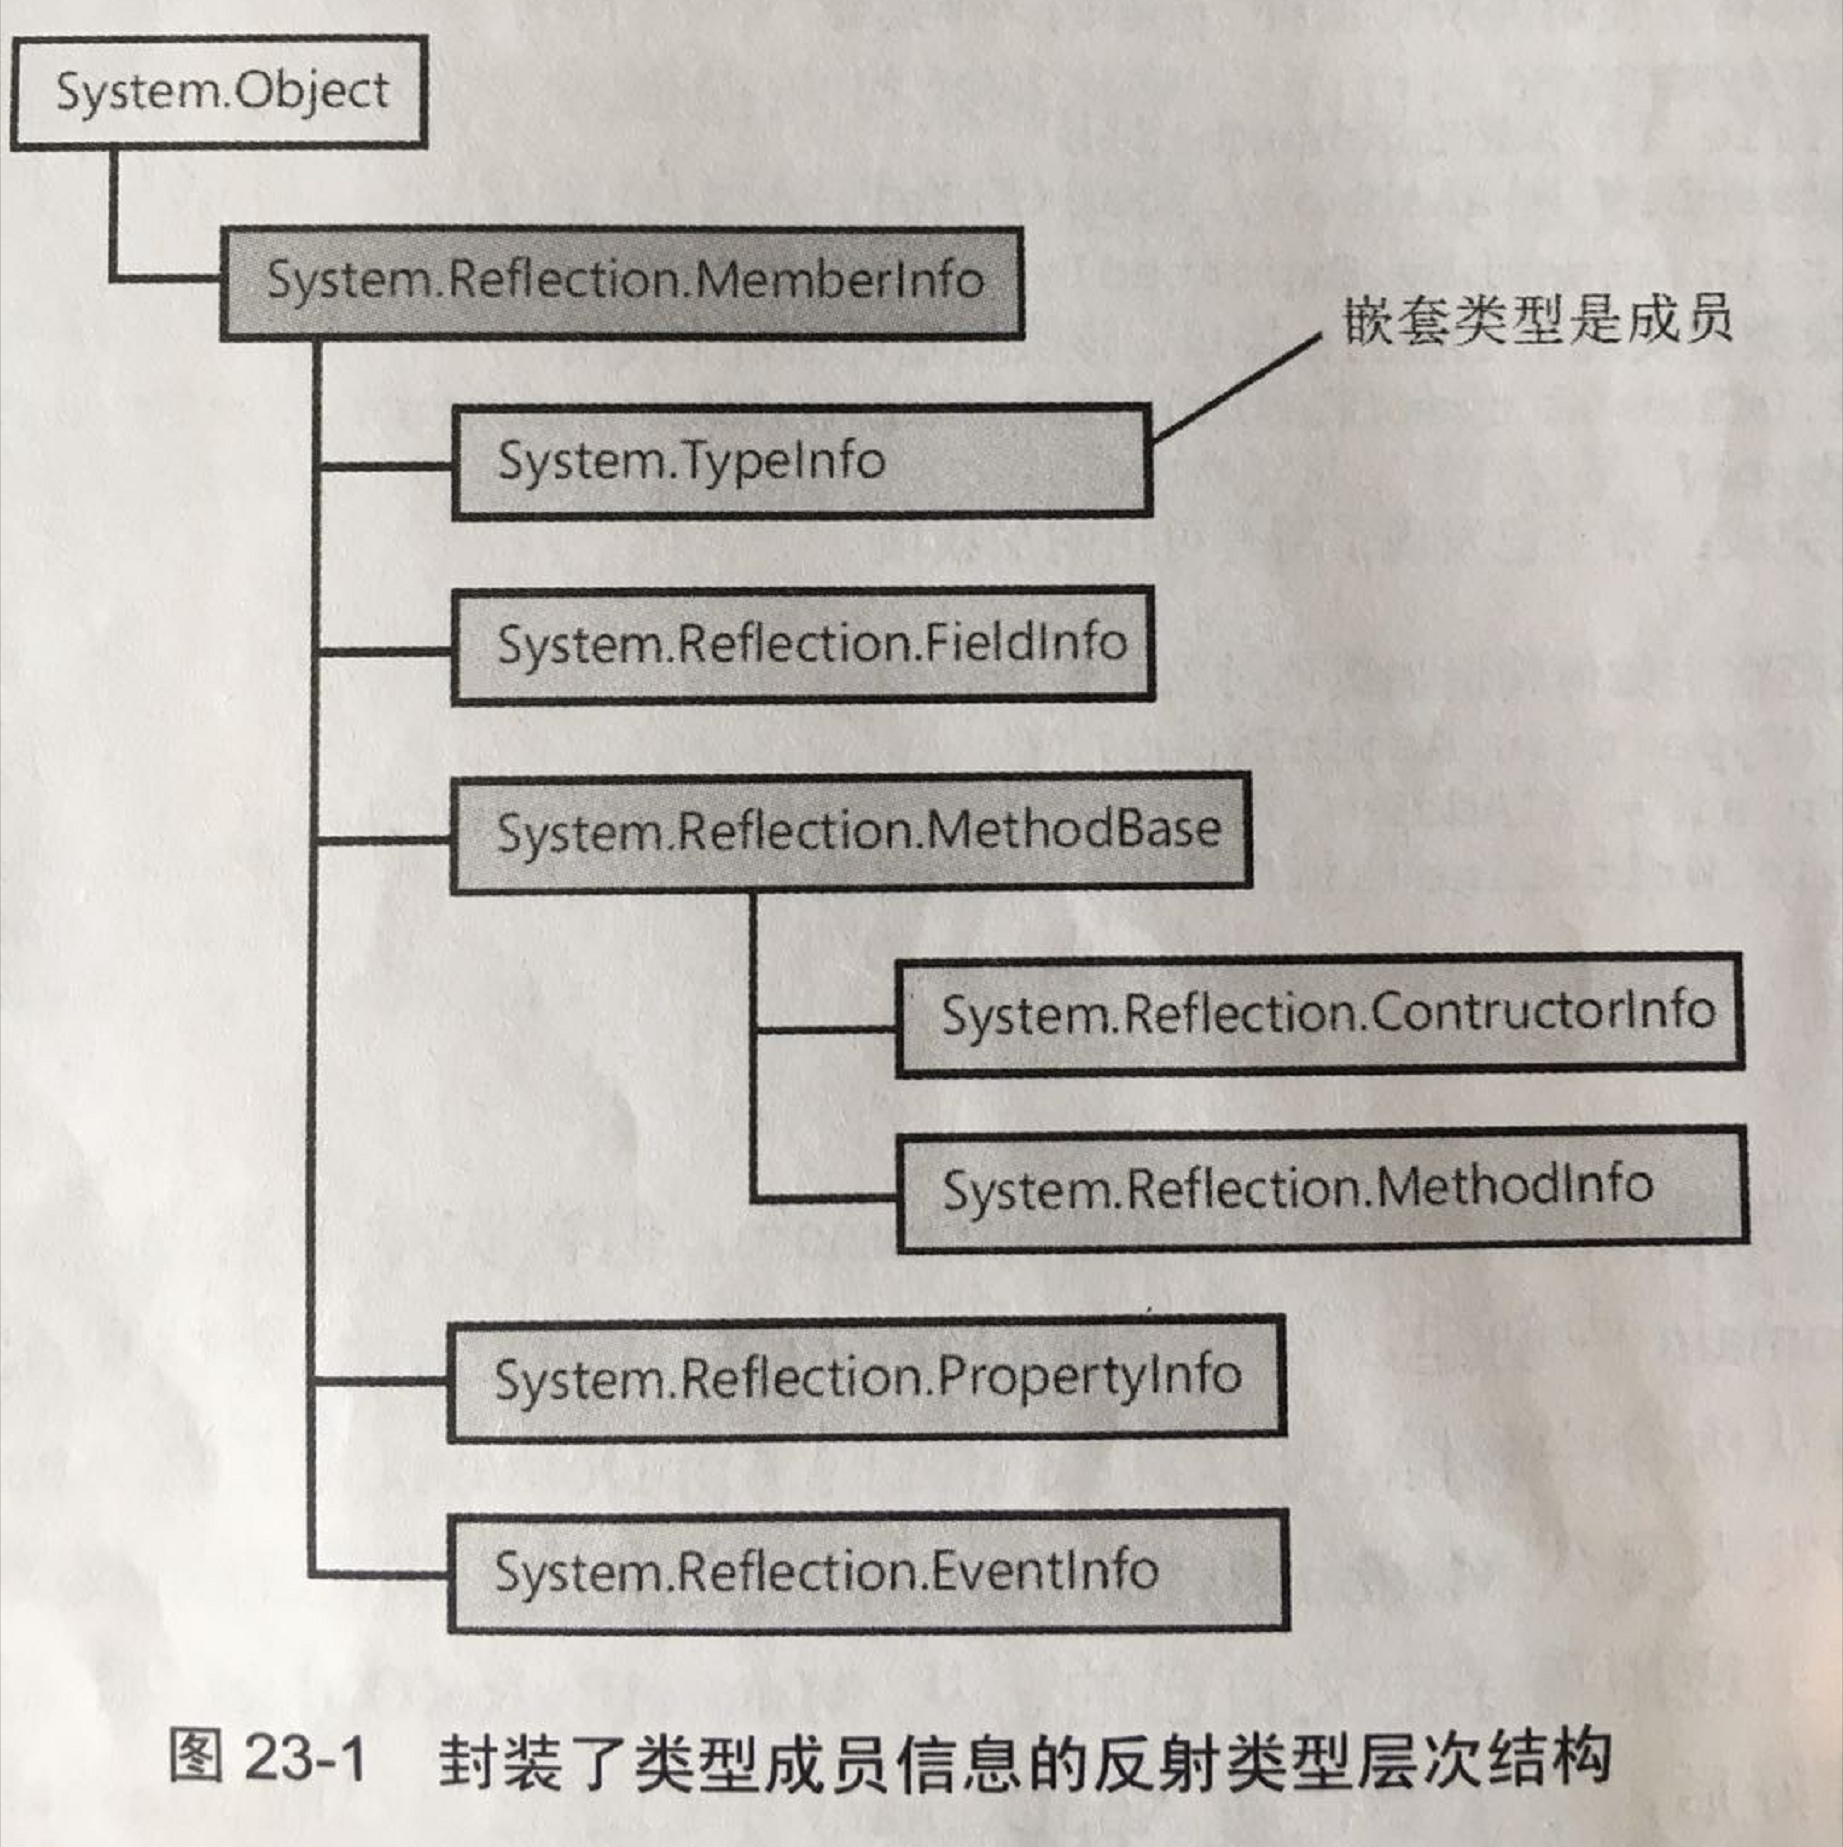 System.Object
System.Reflection.MemberInfo
嵌套类型是成员
System.TypeInfo
System.Reflection.FieldInfo
System.Reflection.MethodBase
System.Reflection.ContructorInfo
System.Reflection.MethodInfo
System.Reflection.PropertyInfo
System.Reflection.EventInfo
图 23-1 封装了类型成员信息的反射类型层次结构